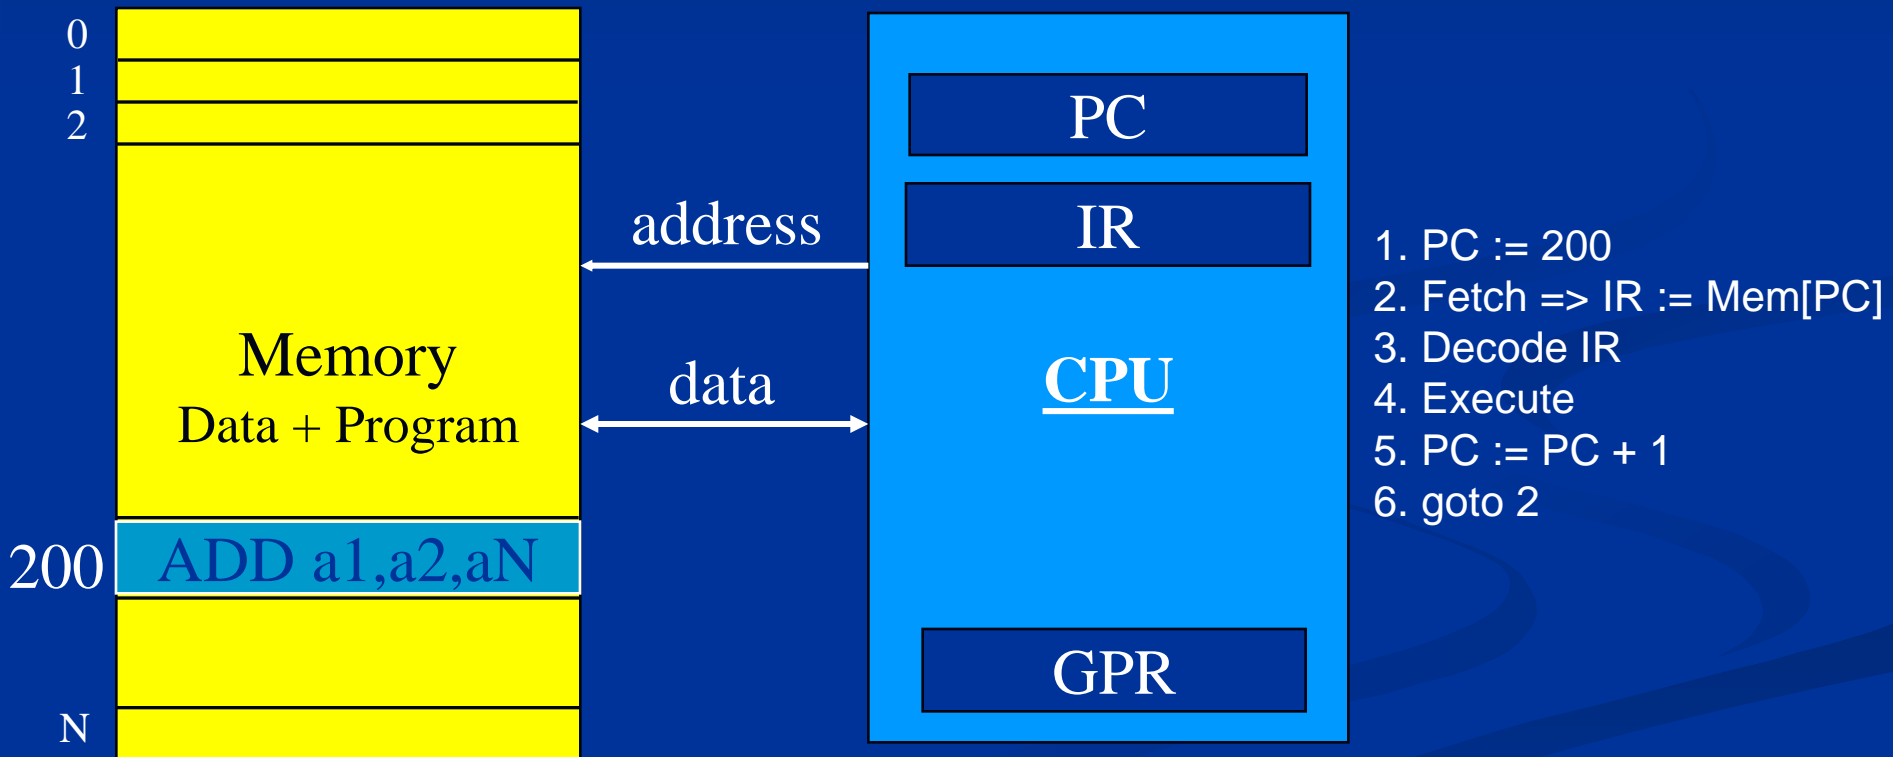 0
1
2
Memory
Data + Program
200
ADD a1,a2,aN
N
address
data
PC
IR
CPU
GPR
1. PC := 200
2. Fetch => IR := Mem[PC]
3. Decode IR
4. Execute
5. PC := PC + 1
6. goto 2